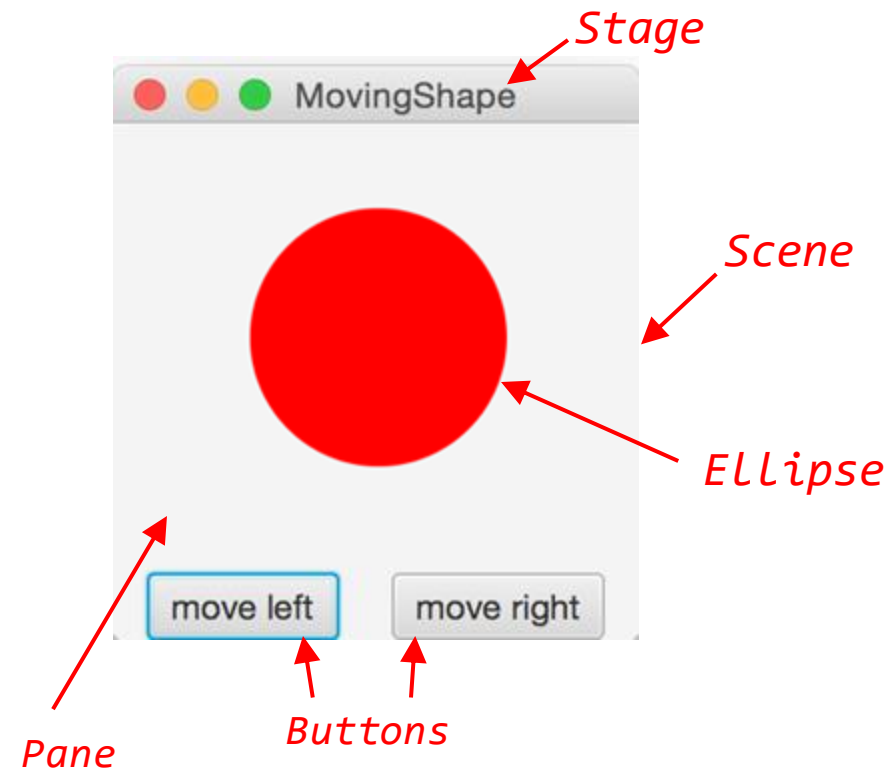 Stage
MovingShape
Scene
Ellipse
move left
move right
Buttons
Pane